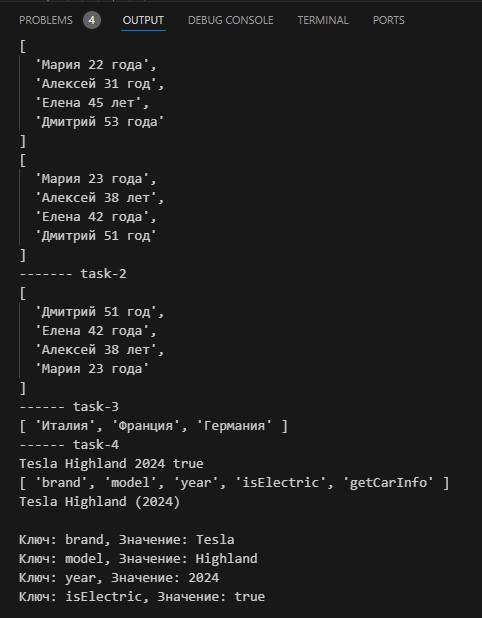 PROBLEMS 4 OUTPUT DEBUG CONSOLE TERMINAL PORTS
[
'Мария 22 года',
'Алексей 31 год',
'Елена 45 лет',
'Дмитрий 53 года'
]
[
'Мария 23 года',
'Алексей 38 лет',
'Елена 42 года',
'Дмитрий 51 год'
]
------- task-2
[
'Дмитрий 51 год',
'Елена 42 года',
'Алексей 38 лет',
'Мария 23 года'
]
------ task-3
[ 'Италия', 'Франция', 'Германия' ]
------ task-4
Tesla Highland 2024 true
[ 'brand', 'model', 'year', 'isElectric', 'getCarInfo' ]
Tesla Highland (2024)
Ключ: brand, Значение: Tesla
Ключ: model, Значение: Highland
Ключ: year, Значение: 2024
Ключ: isElectric, Значение: true